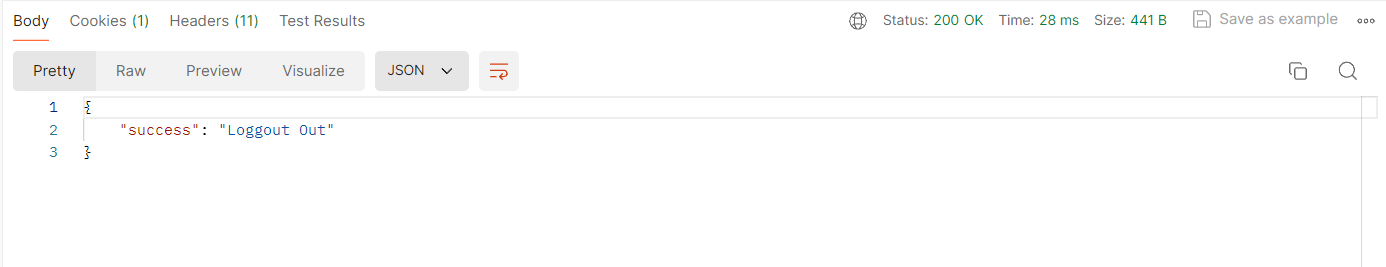 Body Cookies (1) Headers (11) Test Results Status: 200 OK Time: 28 ms Size: 441 B Save as example
Pretty Raw Preview Visualize JSON
1 {
2 "success": "Loggout Out"
3 }